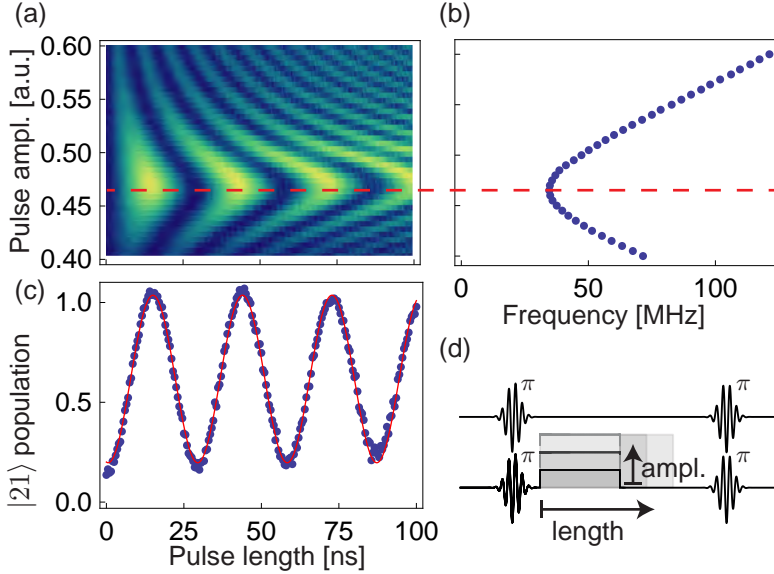 (a)
Pulse ampl. [a.u.]
0.60
0.55
0.50
0.45
0.40
(b)
0
50
100
Frequency [MHz]
(c)
|21⟩ population
1.0
0.5
0.0
0
25
50
75
100
Pulse length [ns]
(d)
π
π
π
π
ampl.
length